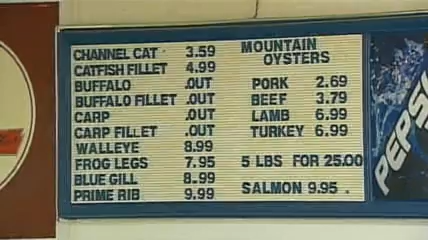 CHANNEL CAT 3.59
CATFISH FILLET 4.99
BUFFALO .OUT
BUFFALO FILLET .OUT
CARP .OUT
CARP FILLET .OUT
WALLEYE 8.99
FROG LEGS 7.95
BLUE GILL 8.99
PRIME RIB 9.99
MOUNTAIN
OYSTERS
PORK 2.69
BEEF 3.79
LAMB 6.99
TURKEY 6.99
5 LBS FOR 25.00
SALMON 9.95 .
PEPSI